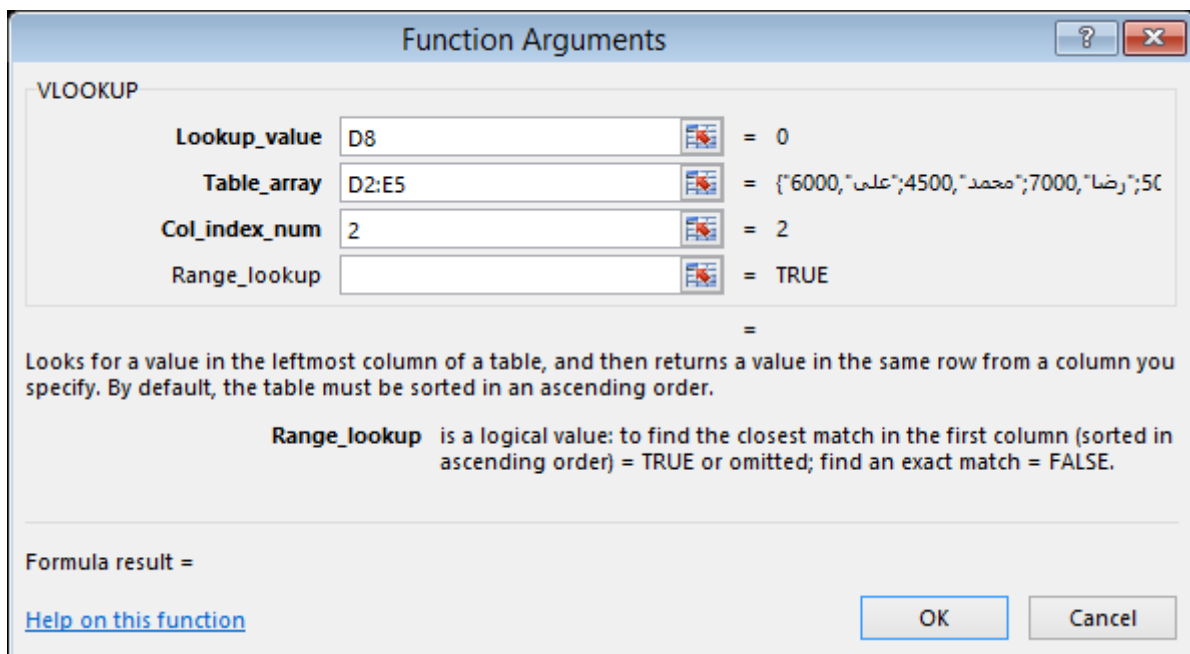 Function Arguments
VLOOKUP
Lookup_value D8 = 0
Table_array D2:E5 = {"علی",6000;"محمد",4500;"رضا",7000;50
Col_index_num 2 = 2
Range_lookup = TRUE
=
Looks for a value in the leftmost column of a table, and then returns a value in the same row from a column you
specify. By default, the table must be sorted in an ascending order.
Range_lookup is a logical value: to find the closest match in the first column (sorted in
ascending order) = TRUE or omitted; find an exact match = FALSE.
Formula result =
Help on this function
OK Cancel